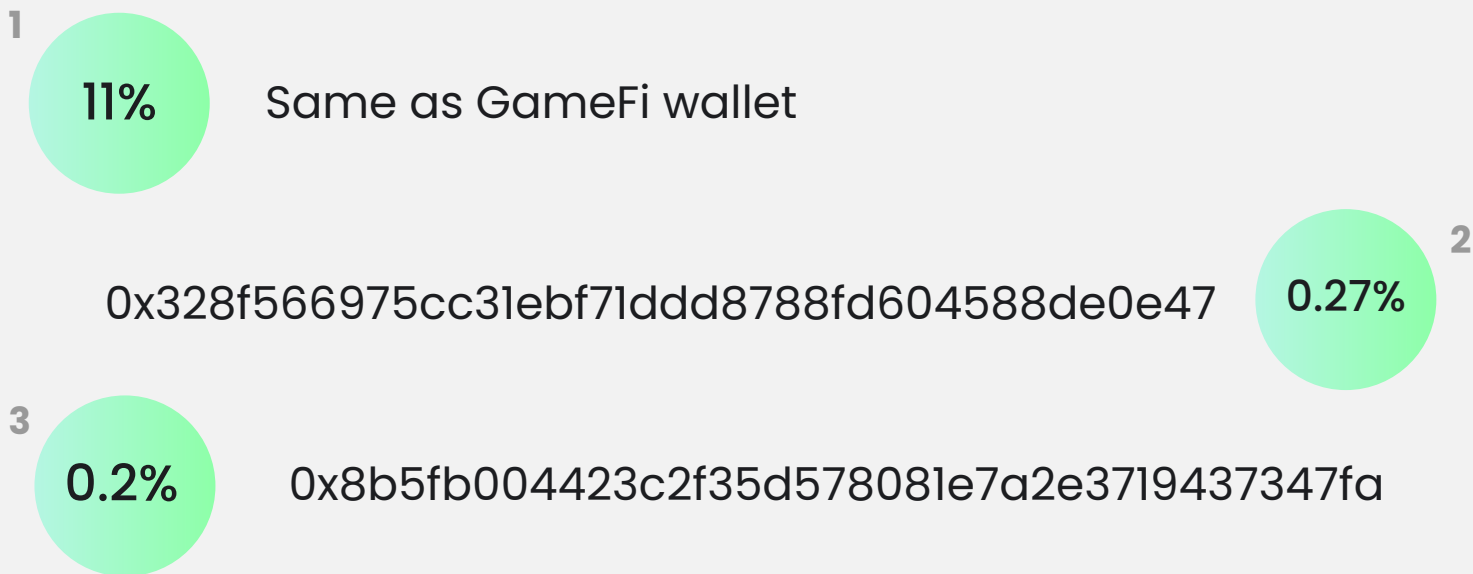 1
11%
Same as GameFi wallet
2
0x328f566975cc31ebf71ddd8788fd604588de0e47
0.27%
3
0.2%
0x8b5fb004423c2f35d578081e7a2e3719437347fa